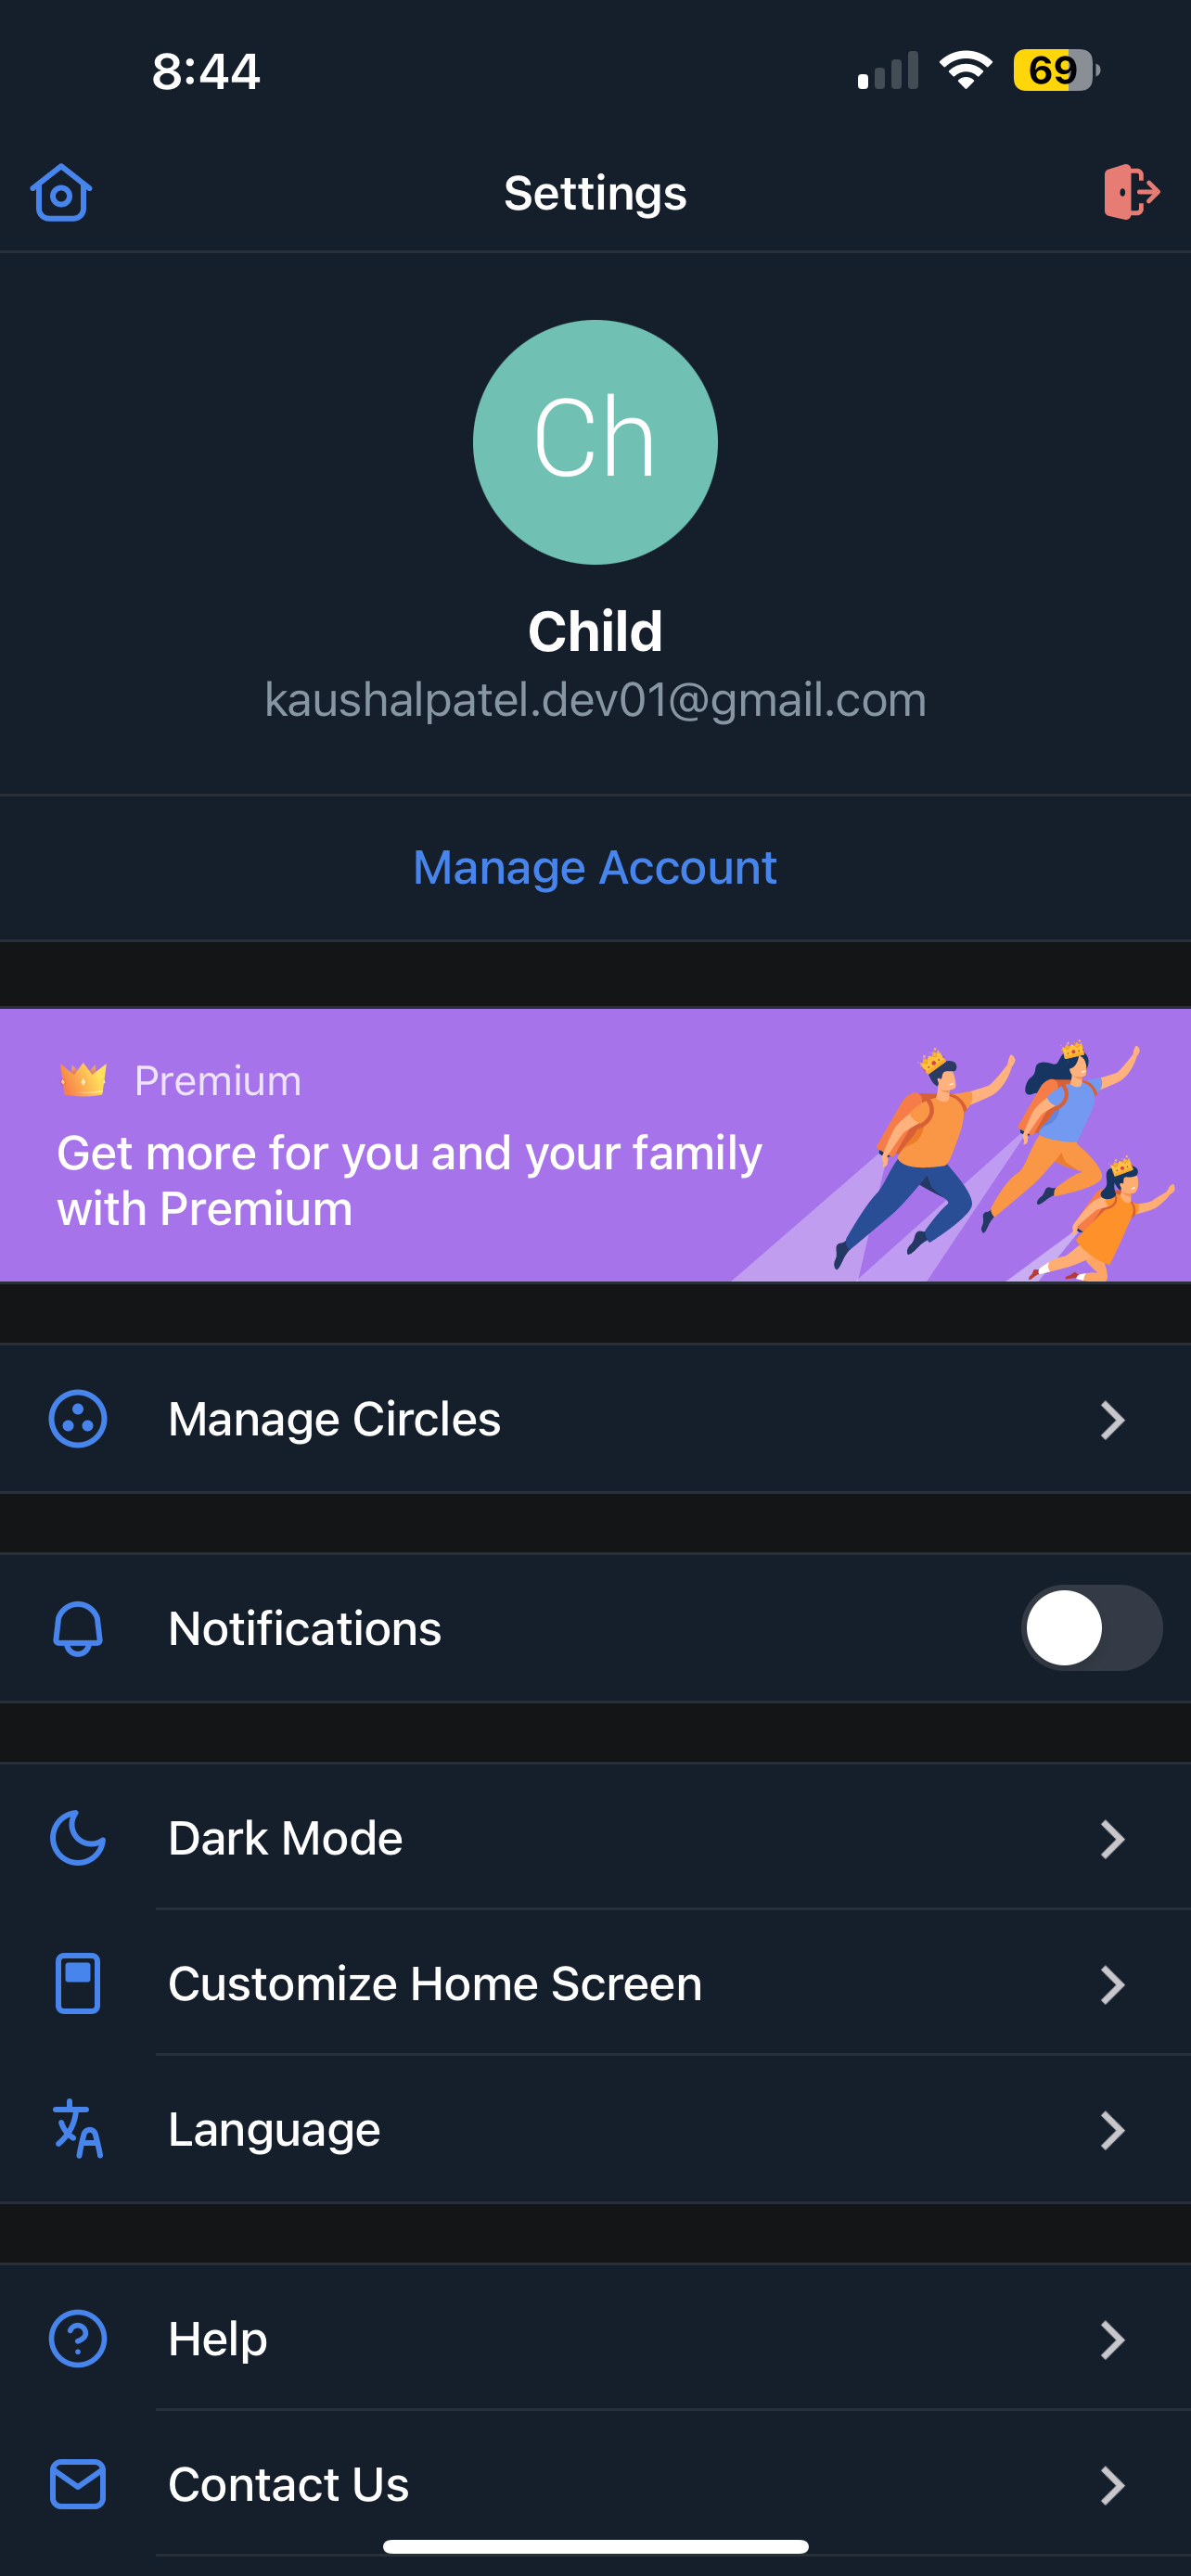 8:44
69
Settings
Ch
Child
kaushalpatel.dev01@gmail.com
Manage Account
Premium
Get more for you and your family
with Premium
Manage Circles
Notifications
Dark Mode
Customize Home Screen
Language
Help
Contact Us